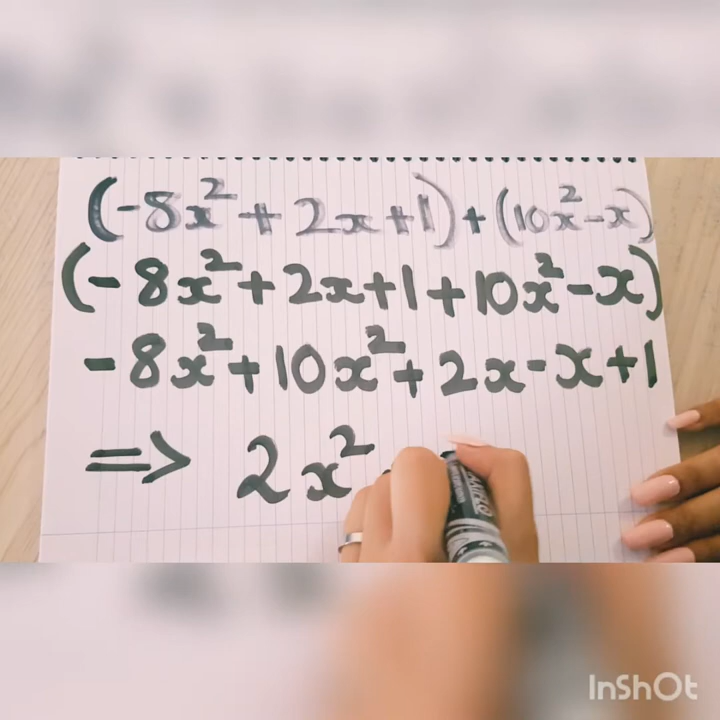 (-8x²+2x+1)+(10x²-x)
(-8x²+2x+1+10x²-x)
-8x²+10x²+2x-x+1
=> 2x²
InShOt